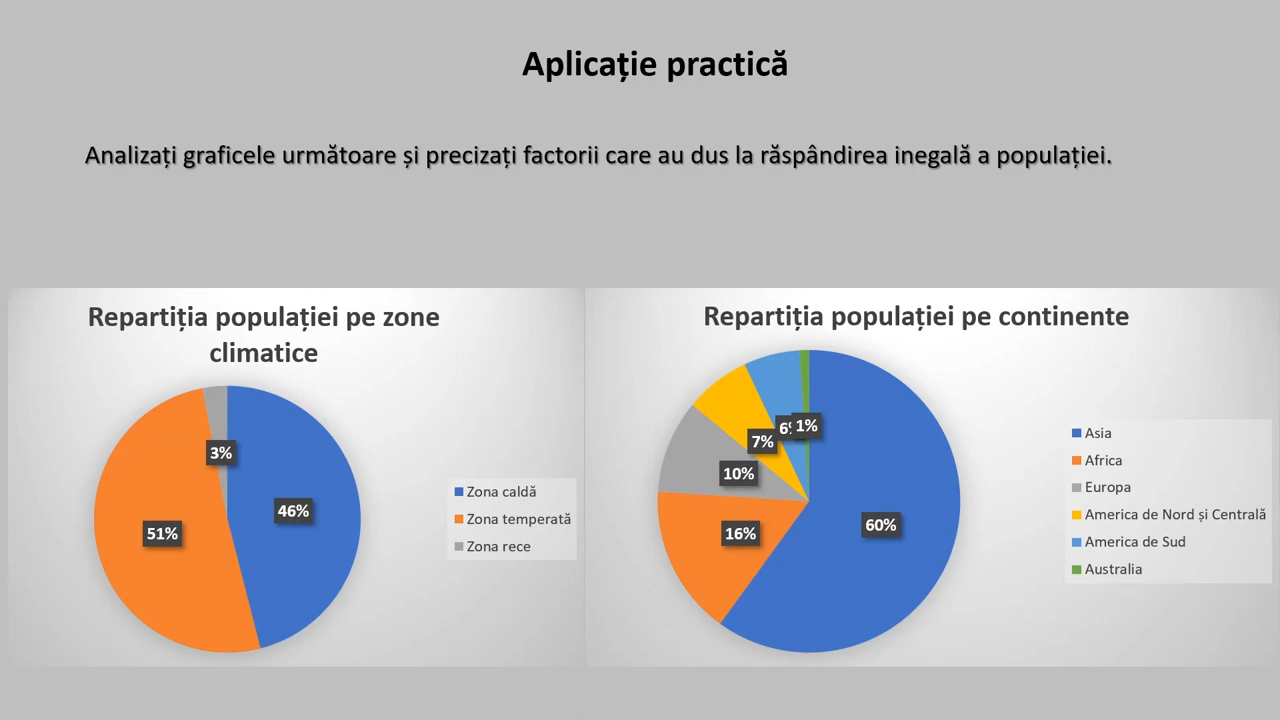 Aplicație practică
Analizați graficele următoare și precizați factorii care au dus la răspândirea inegală a populației.
Repartiția populației pe zone
climatice
3%
46%
51%
Zona caldă
Zona temperată
Zona rece
Repartiția populației pe continente
1%
7%
10%
60%
16%
Asia
Africa
Europa
America de Nord și Centrală
America de Sud
Australia